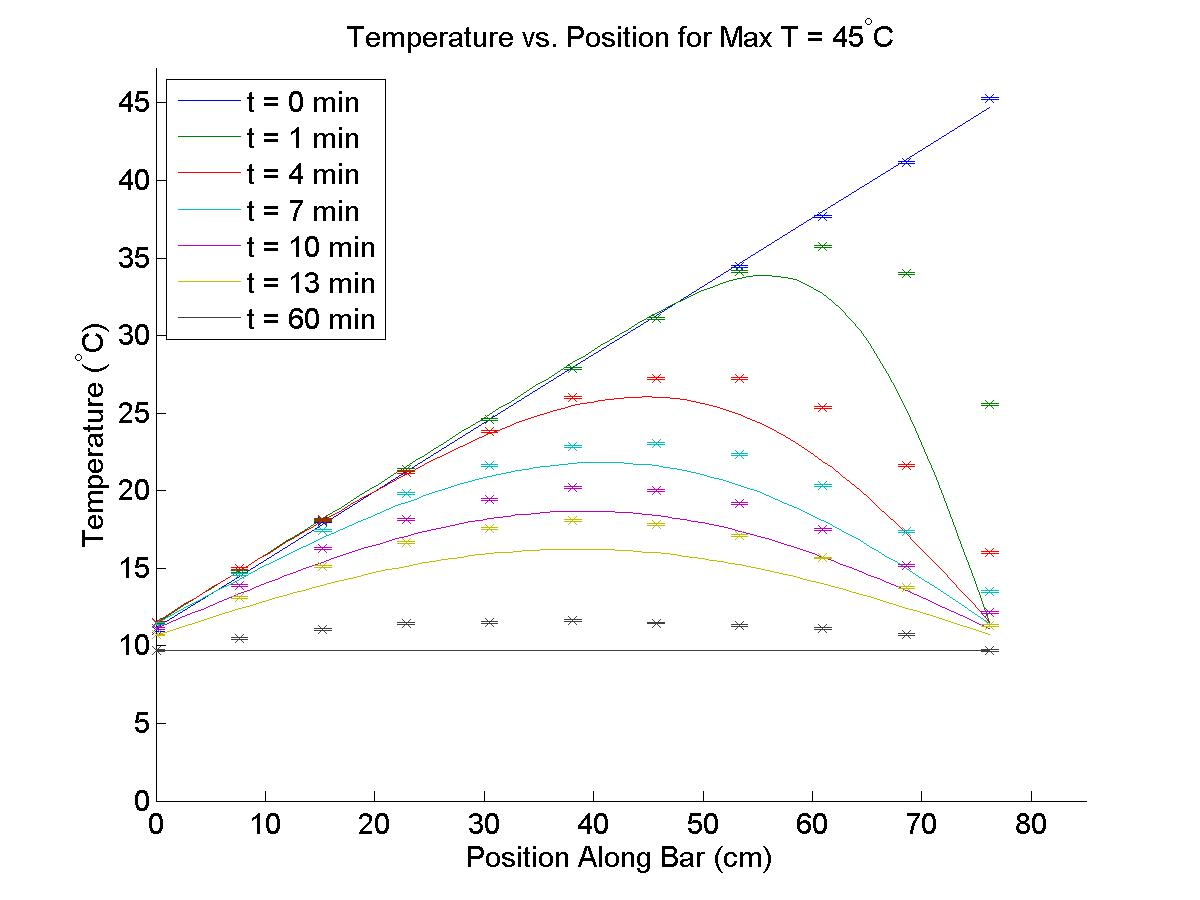 Temperature vs. Position for Max T = 45°C
t = 0 min
t = 1 min
t = 4 min
t = 7 min
t = 10 min
t = 13 min
t = 60 min
Temperature (°C)
45
40
35
30
25
20
15
10
5
0
0 10 20 30 40 50 60 70 80
Position Along Bar (cm)